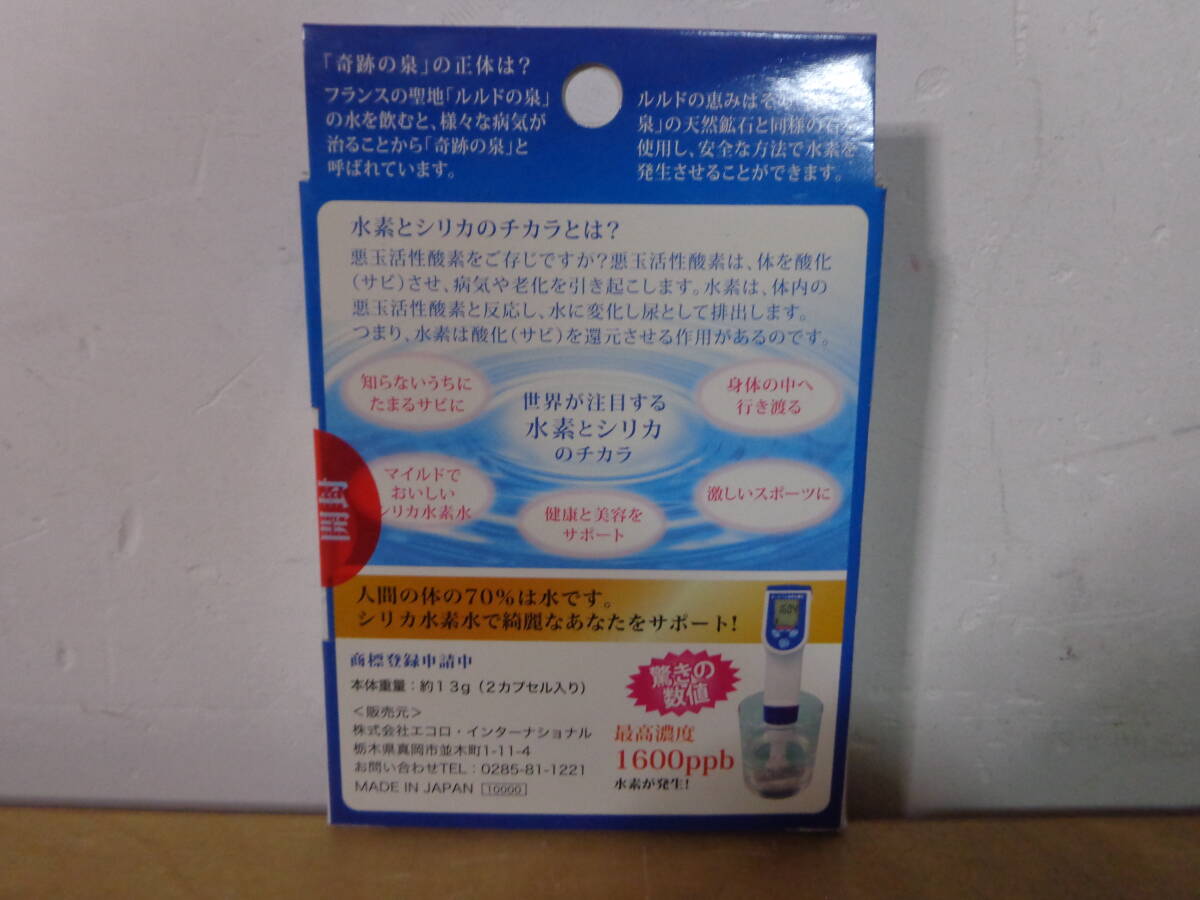 「奇跡の泉」の正体は？
フランスの聖地「ルルドの泉」
の水を飲むと、様々な病気が
治ることから「奇跡の泉」と
呼ばれています。
ルルドの恵みはその
泉」の天然鉱石と同様の石を
使用し、安全な方法で水素を
発生させることができます。
水素とシリカのチカラとは？
悪玉活性酸素をご存じですか？悪玉活性酸素は、体を酸化
（サビ）させ、病気や老化を引き起こします。水素は、体内の
悪玉活性酸素と反応し、水に変化し尿として排出します。
つまり、水素は酸化（サビ）を還元させる作用があるのです。
知らないうちに
たまるサビに
世界が注目する
水素とシリカ
のチカラ
身体の中へ
行き渡る
マイルドで
おいしい
シリカ水素水
健康と美容を
サポート
激しいスポーツに
開封
人間の体の70%は水です。
シリカ水素水で綺麗なあなたをサポート！
商標登録申請中
本体重量：約13g（2カプセル入り）
＜販売元＞
株式会社エコロ・インターナショナル
栃木県真岡市並木町1-11-4
お問い合わせTEL：0285-81-1221
MADE IN JAPAN 10000
驚きの
数値
最高濃度
1600ppb
水素が発生！
1604